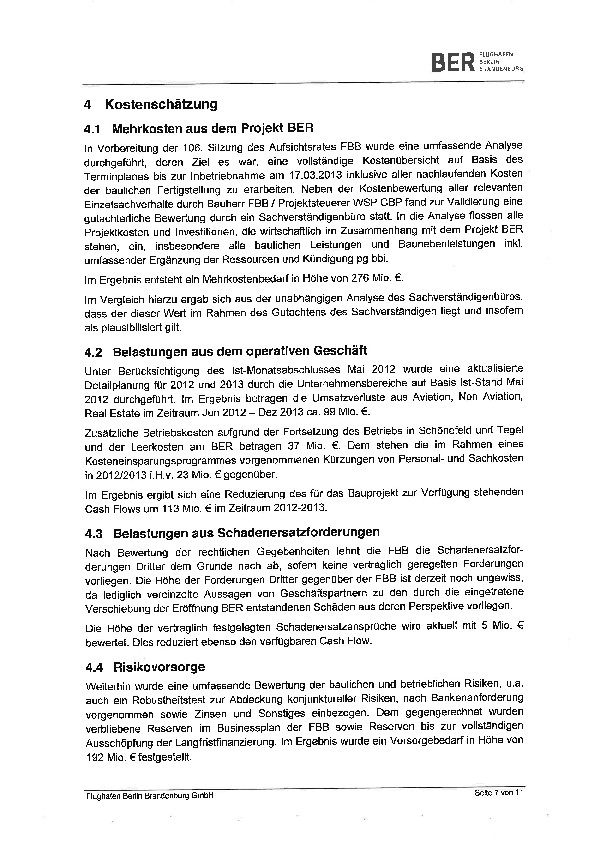 BER FLUGHAFEN
BERLIN
BRANDENBURG
4 Kostenschätzung
4.1 Mehrkosten aus dem Projekt BER
In Vorbereitung der 106. Sitzung des Aufsichtsrates FBB wurde eine umfassende Analyse
durchgeführt, deren Ziel es war, eine vollständige Kostenübersicht auf Basis des
Terminplanes bis zur Inbetriebnahme am 17.03.2013 inklusive aller nachlaufenden Kosten
der baulichen Fertigstellung zu erarbeiten. Neben der Kostenbewertung aller relevanten
Einzelsachverhalte durch Bauherr FBB / Projektsteuerer WSP CBP fand zur Validierung eine
gutachterliche Bewertung durch ein Sachverständigenbüro statt. In die Analyse flossen alle
Projektkosten und Investitionen, die wirtschaftlich im Zusammenhang mit dem Projekt BER
stehen, ein, insbesondere alle baulichen Leistungen und Baunebenleistungen inkl.
umfassender Ergänzung der Ressourcen und Kündigung pg bbi.
Im Ergebnis entsteht ein Mehrkostenbedarf in Höhe von 276 Mio. €.
Im Vergleich hierzu ergab sich aus der unabhängigen Analyse des Sachverständigenbüros,
dass der dieser Wert im Rahmen des Gutachtens des Sachverständigen liegt und insofern
als plausibilisiert gilt.
4.2 Belastungen aus dem operativen Geschäft
Unter Berücksichtigung des Ist-Monatsabschlusses Mai 2012 wurde eine aktualisierte
Detailplanung für 2012 und 2013 durch die Unternehmensbereiche auf Basis Ist-Stand Mai
2012 durchgeführt. Im Ergebnis betragen die Umsatzverluste aus Aviation, Non Aviation,
Real Estate im Zeitraum Jun 2012 – Dez 2013 ca. 99 Mio. €.
Zusätzliche Betriebskosten aufgrund der Fortsetzung des Betriebs in Schönefeld und Tegel
und der Leerkosten am BER betragen 37 Mio. €. Dem stehen die im Rahmen eines
Kosteneinsparungsprogrammes vorgenommenen Kürzungen von Personal- und Sachkosten
in 2012/2013 i.H.v. 23 Mio. € gegenüber.
Im Ergebnis ergibt sich eine Reduzierung des für das Bauprojekt zur Verfügung stehenden
Cash Flows um 113 Mio. € im Zeitraum 2012-2013.
4.3 Belastungen aus Schadenersatzforderungen
Nach Bewertung der rechtlichen Gegebenheiten lehnt die FBB die Schadenersatzfor-
derungen Dritter dem Grunde nach ab, sofern keine vertraglich geregelten Forderungen
vorliegen. Die Höhe der Forderungen Dritter gegenüber der FBB ist derzeit noch ungewiss,
da lediglich vereinzelte Aussagen von Geschäftspartnern zu den durch die eingetretene
Verschiebung der Eröffnung BER entstandenen Schäden aus deren Perspektive vorliegen.
Die Höhe der vertraglich festgelegten Schadenersatzansprüche wird aktuell mit 5 Mio. €
bewertet. Dies reduziert ebenso den verfügbaren Cash Flow.
4.4 Risikovorsorge
Weiterhin wurde eine umfassende Bewertung der baulichen und betrieblichen Risiken, u.a.
auch ein Robustheitstest zur Abdeckung konjunktureller Risiken, nach Bankenanforderung
vorgenommen sowie Zinsen und Sonstiges einbezogen. Dem gegengerechnet wurden
verbliebene Reserven im Businessplan der FBB sowie Reserven bis zur vollständigen
Ausschöpfung der Langfristfinanzierung. Im Ergebnis wurde ein Vorsorgebedarf in Höhe von
192 Mio. € festgestellt.
Flughafen Berlin Brandenburg GmbH
Seite 7 von 11